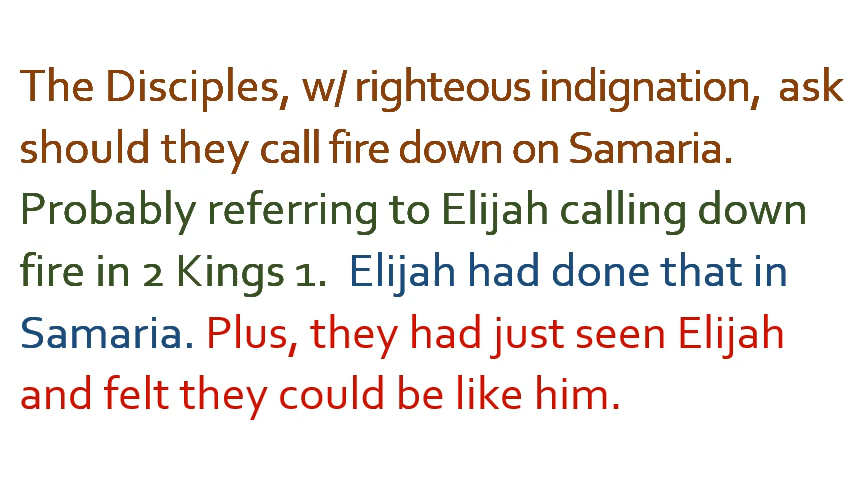 The Disciples, w/ righteous indignation, ask
should they call fire down on Samaria.
Probably referring to Elijah calling down
fire in 2 Kings 1. Elijah had done that in
Samaria. Plus, they had just seen Elijah
and felt they could be like him.